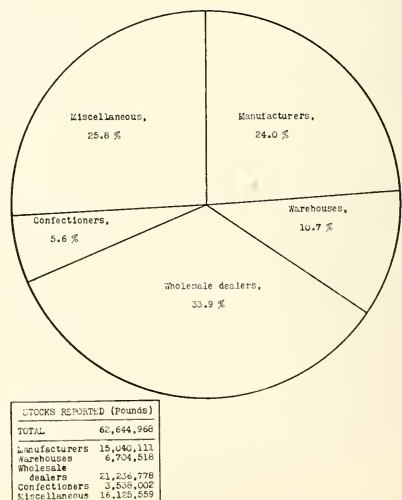 Miscellaneous,
25.8 %
Manufacturers,
24.0 %
Warehouses,
10.7 %
Confectioners,
5.6 %
Wholesale dealers,
33.9 %
STOCKS REPORTED (Pounds)
TOTAL 62,644,968
Manufacturers 15,040,111
Warehouses 6,704,518
Wholesale
dealers 21,236,778
Confectioners 3,538,002
Miscellaneous 16,125,559